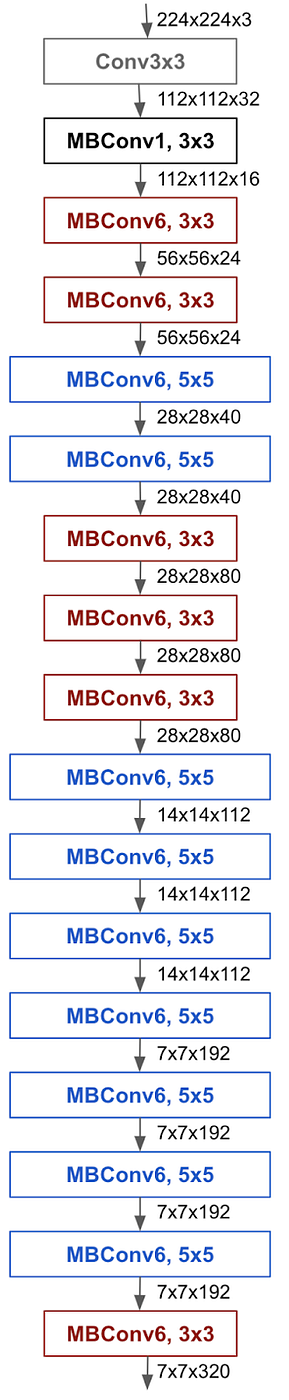 224x224x3
Conv3x3
112x112x32
MBConv1, 3x3
112x112x16
MBConv6, 3x3
56x56x24
MBConv6, 3x3
56x56x24
MBConv6, 5x5
28x28x40
MBConv6, 5x5
28x28x40
MBConv6, 3x3
28x28x80
MBConv6, 3x3
28x28x80
MBConv6, 3x3
28x28x80
MBConv6, 5x5
14x14x112
MBConv6, 5x5
14x14x112
MBConv6, 5x5
14x14x112
MBConv6, 5x5
7x7x192
MBConv6, 5x5
7x7x192
MBConv6, 5x5
7x7x192
MBConv6, 5x5
7x7x192
MBConv6, 3x3
7x7x320